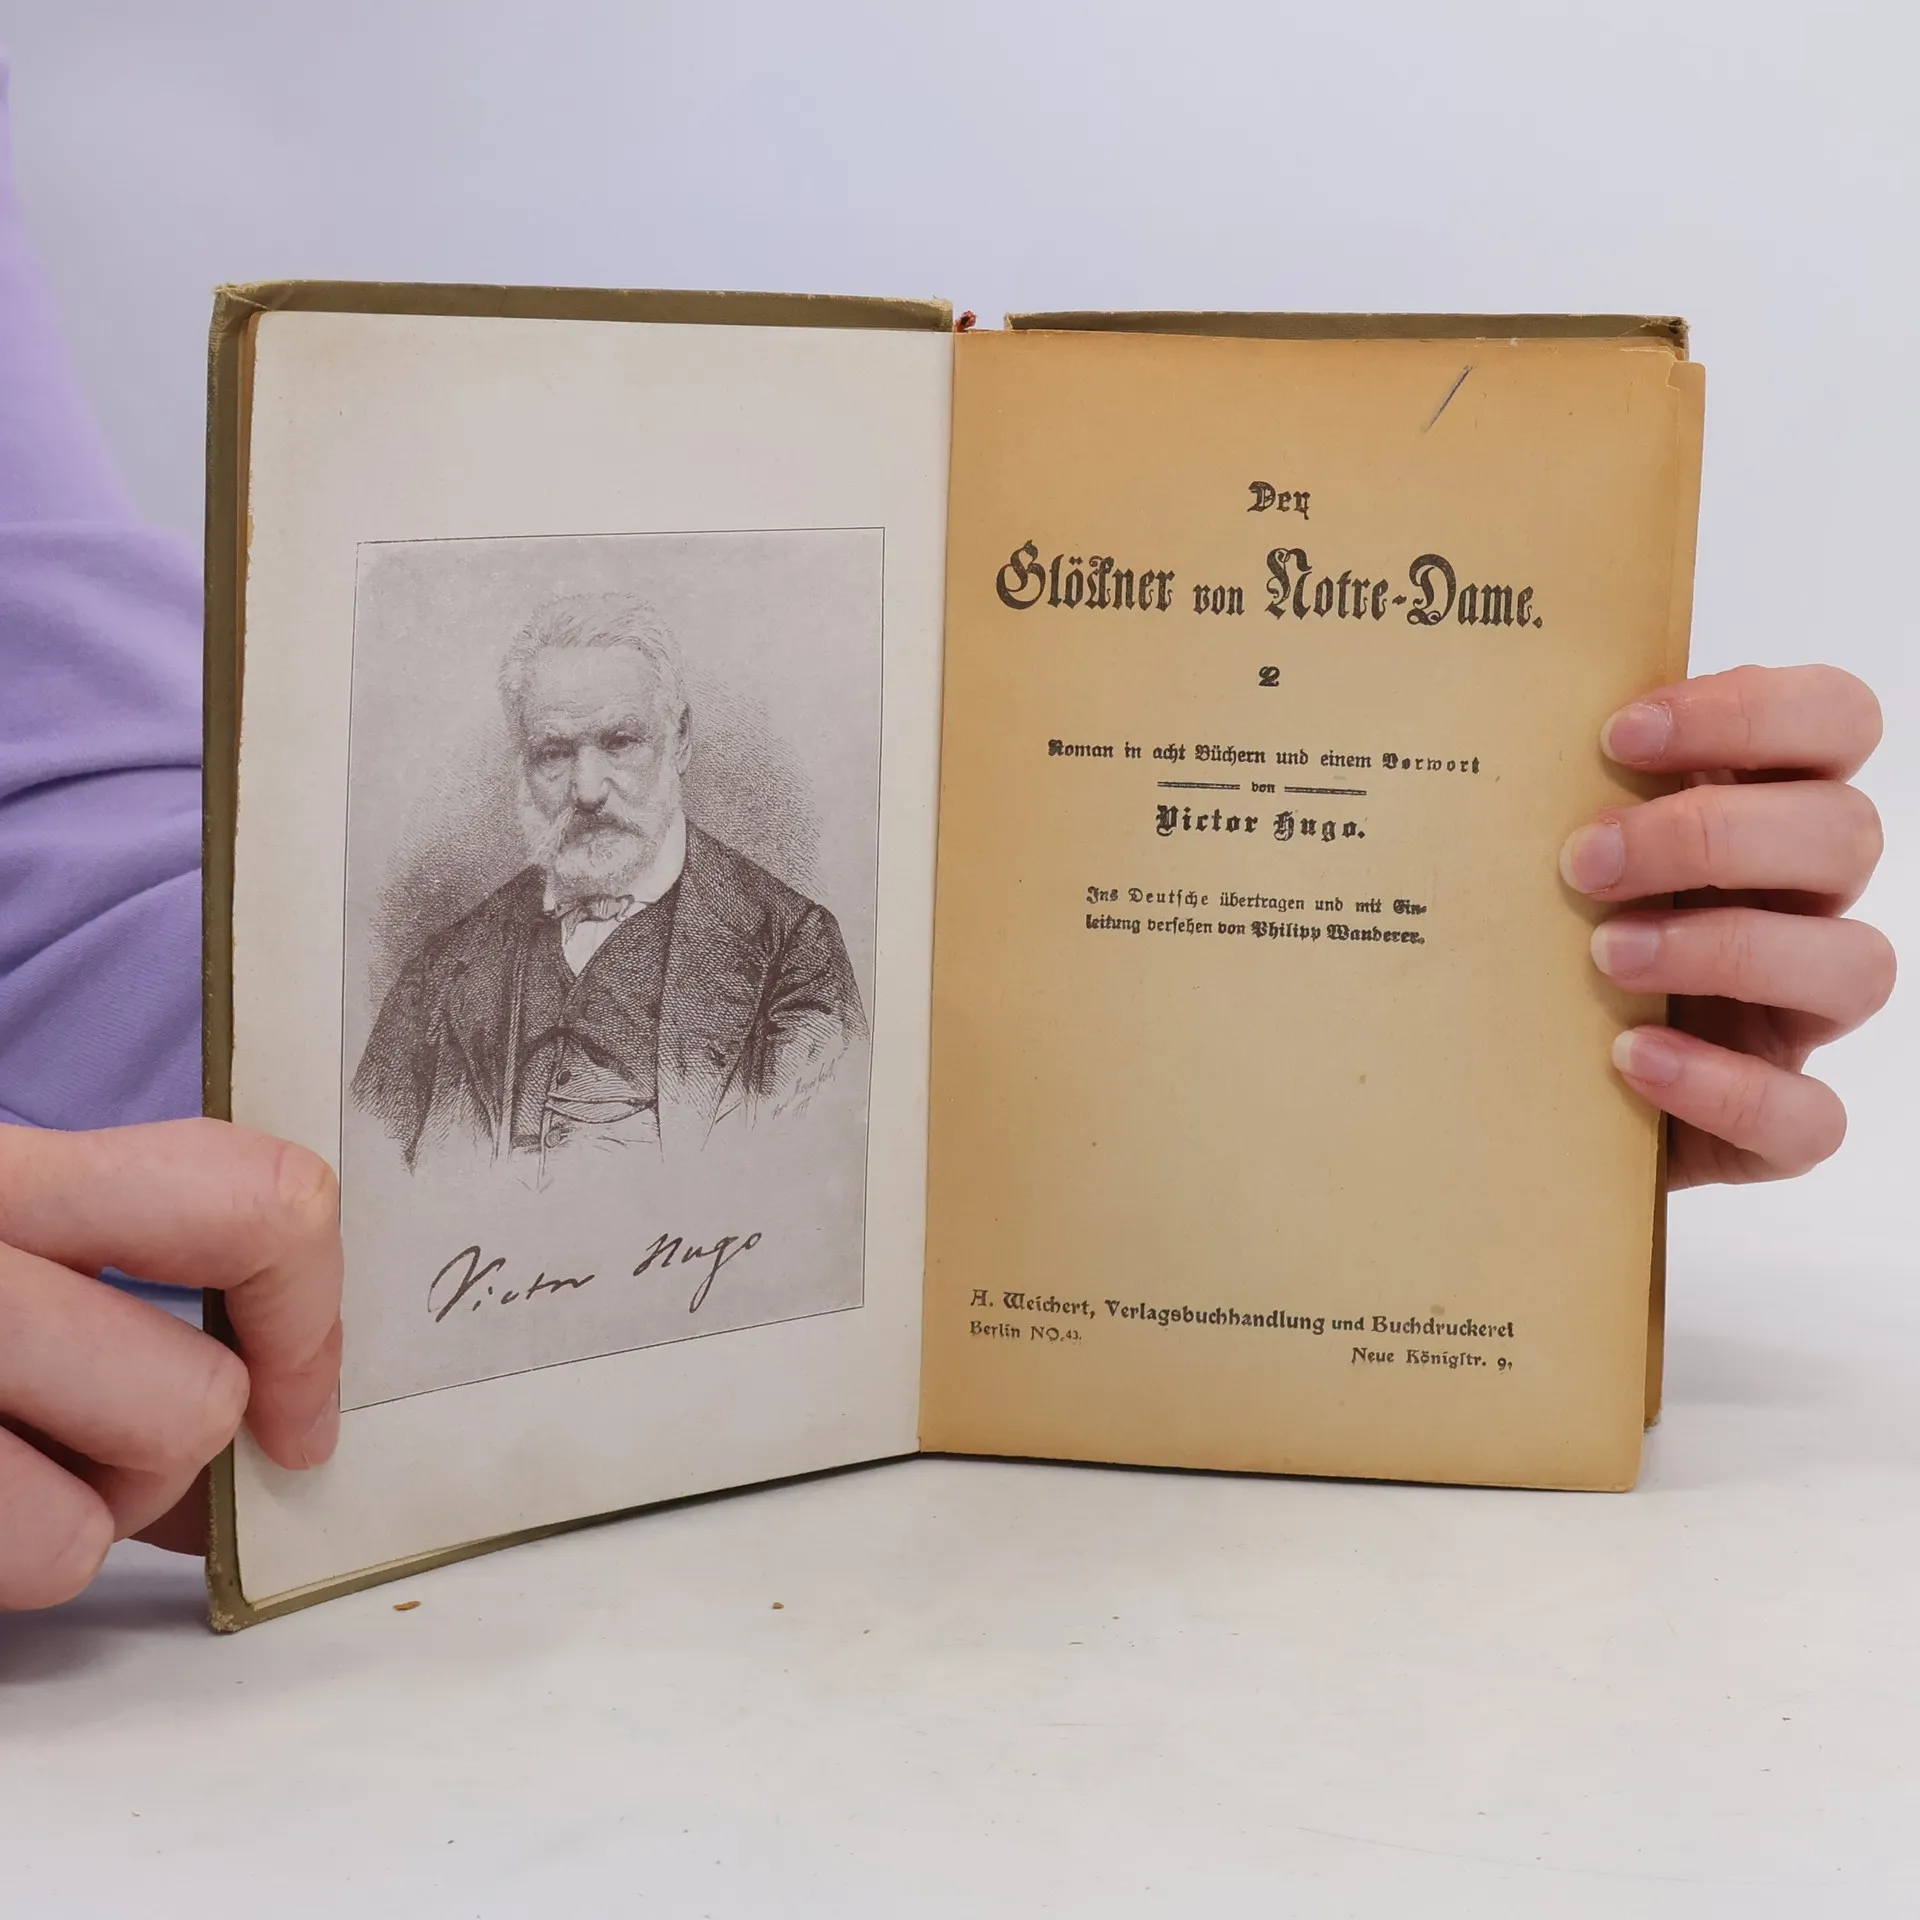 Victor Hugo
Der
Glöckner von Notre-Dame.
Roman in acht Büchern und einem Vorwort
von
Victor Hugo.
Ins Deutsche übertragen und mit Ein-
leitung versehen von Philipp Wanderer.
A. Weichert, Verlagsbuchhandlung und Buchdruckerei
Berlin NO.43.
Neue Königstr. 9,